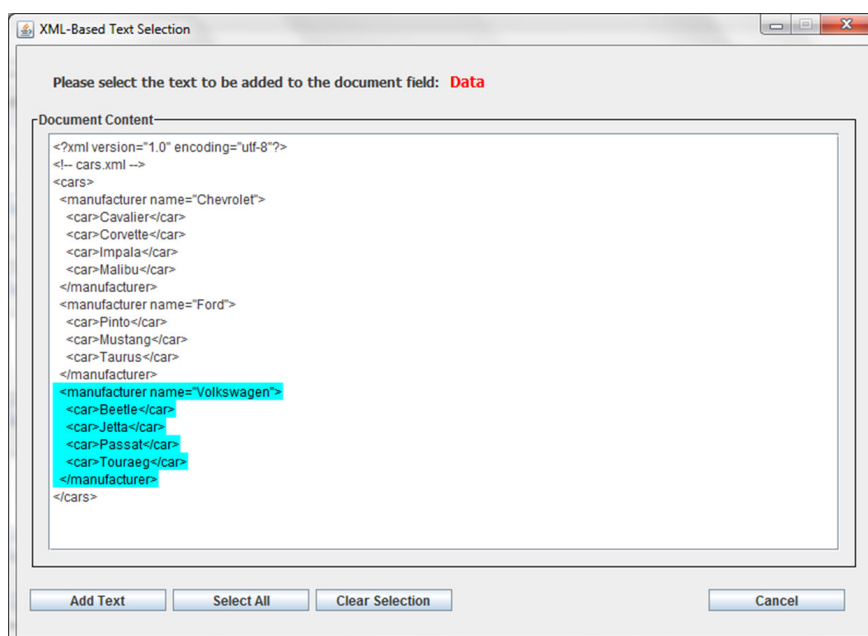 XML-Based Text Selection
Please select the text to be added to the document field: Data
Document Content
<?xml version="1.0" encoding="utf-8"?>
<!-- cars.xml -->
<cars>
<manufacturer name="Chevrolet">
<car>Cavalier</car>
<car>Corvette</car>
<car>Impala</car>
<car>Malibu</car>
</manufacturer>
<manufacturer name="Ford">
<car>Pinto</car>
<car>Mustang</car>
<car>Taurus</car>
</manufacturer>
<manufacturer name="Volkswagen">
<car>Beetle</car>
<car>Jetta</car>
<car>Passat</car>
<car>Touraeg</car>
</manufacturer>
</cars>
Add Text Select All Clear Selection Cancel